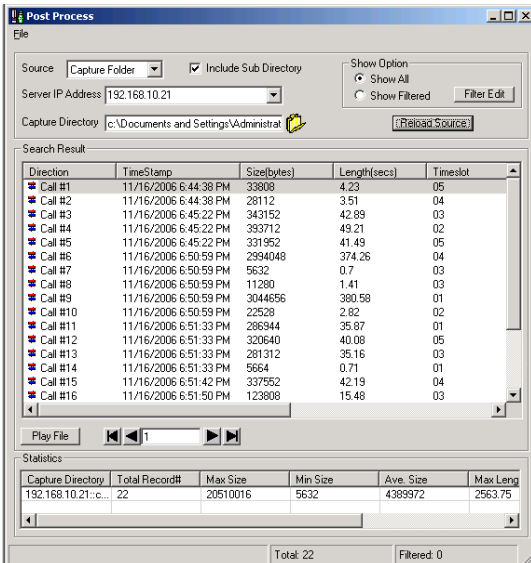 Post Process
File
Source Capture Folder Include Sub Directory
Show Option
Show All
Show Filtered Filter Edit
Server IP Address 192.168.10.21
Capture Directory c:\Documents and Settings\Administrat Reload Source
Search Result
Direction TimeStamp Size(bytes) Length(secs) Timeslot
Call #1 11/16/2006 6:44:38 PM 33808 4.23 05
Call #2 11/16/2006 6:44:38 PM 28112 3.51 04
Call #3 11/16/2006 6:45:22 PM 343152 42.89 03
Call #4 11/16/2006 6:45:22 PM 393712 49.21 02
Call #5 11/16/2006 6:45:22 PM 331952 41.49 05
Call #6 11/16/2006 6:50:59 PM 2994048 374.26 04
Call #7 11/16/2006 6:50:59 PM 5632 0.7 03
Call #8 11/16/2006 6:50:59 PM 11280 1.41 03
Call #9 11/16/2006 6:50:59 PM 3044656 380.58 01
Call #10 11/16/2006 6:50:59 PM 22528 2.82 02
Call #11 11/16/2006 6:51:33 PM 286944 35.87 01
Call #12 11/16/2006 6:51:33 PM 320640 40.08 05
Call #13 11/16/2006 6:51:33 PM 281312 35.16 03
Call #14 11/16/2006 6:51:33 PM 5664 0.71 01
Call #15 11/16/2006 6:51:42 PM 337552 42.19 04
Call #16 11/16/2006 6:51:50 PM 123808 15.48 03
Play File 1
Statistics
Capture Directory Total Record# Max Size Min Size Ave. Size Max Leng
192.168.10.21::c... 22 20510016 5632 4389972 2563.75
Total: 22 Filtered: 0